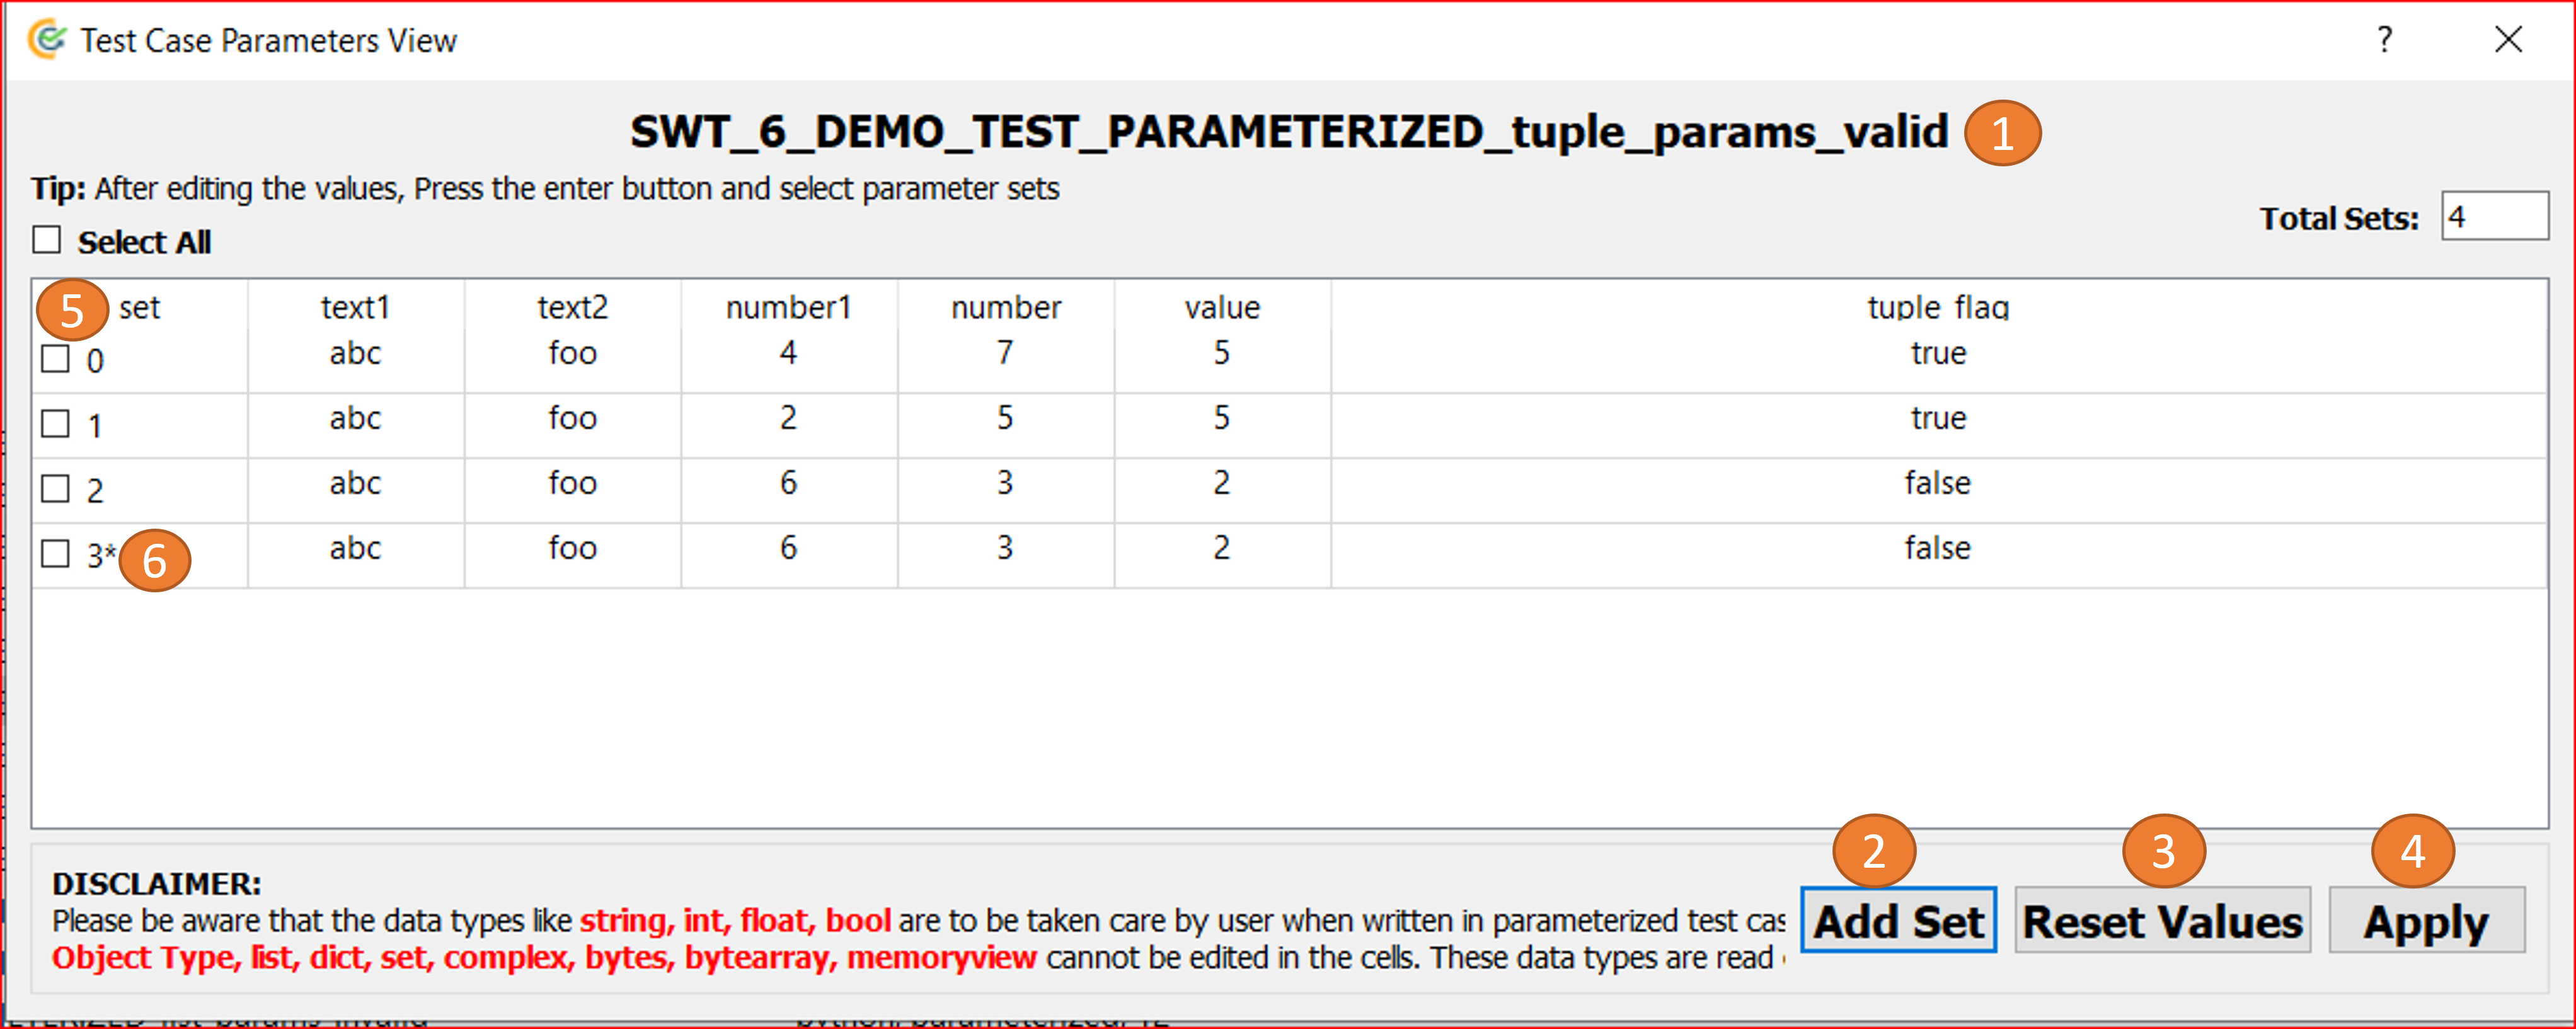 Test Case Parameters View ?
SWT_6_DEMO_TEST_PARAMETERIZED_tuple_params_valid 1
Tip: After editing the values, Press the enter button and select parameter sets
Total Sets: 4
Select All
5 set text1 text2 number1 number value tuple_flag
0 abc foo 4 7 5 true
1 abc foo 2 5 5 true
2 abc foo 6 3 2 false
3* 6 abc foo 6 3 2 false
2 3 4
DISCLAIMER:
Please be aware that the data types like string, int, float, bool are to be taken care by user when written in parameterized test cas
Object Type, list, dict, set, complex, bytes, bytearray, memoryview cannot be edited in the cells. These data types are read
Add Set Reset Values Apply